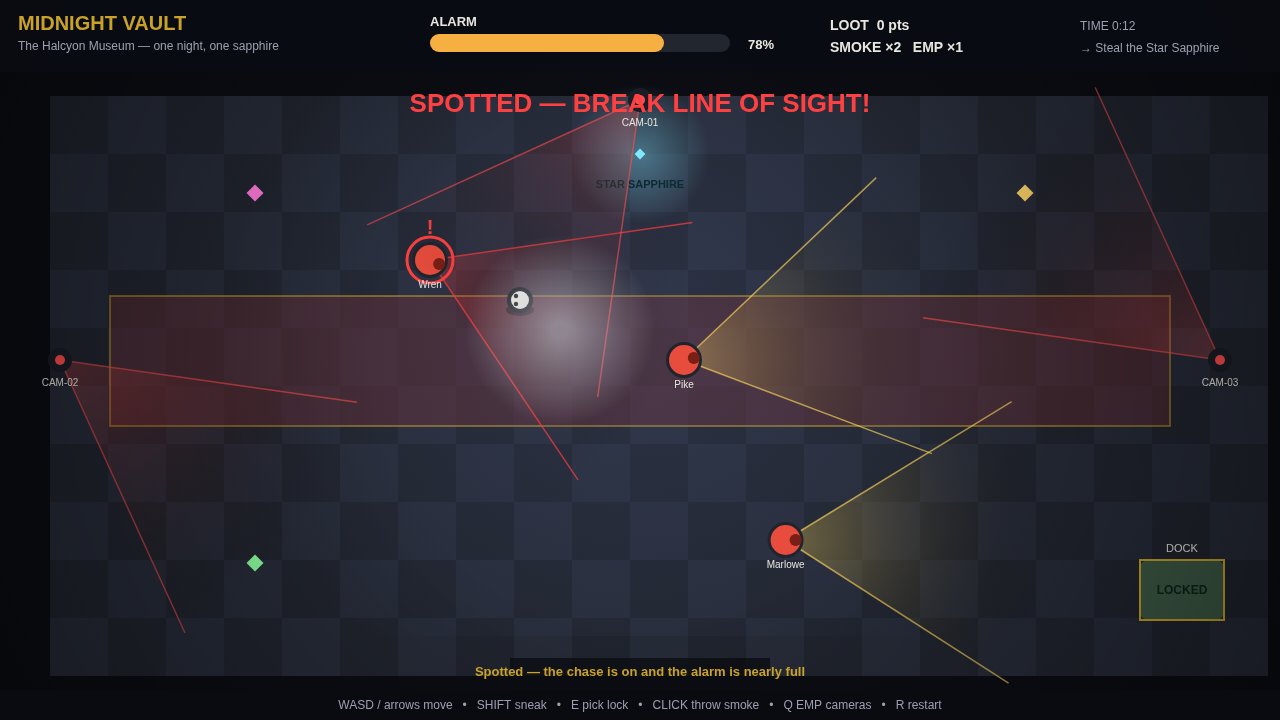 MIDNIGHT VAULT
The Halcyon Museum — one night, one sapphire
ALARM
78%
LOOT 0 pts
SMOKE ×2 EMP ×1
TIME 0:12
→ Steal the Star Sapphire
SPOTTED — BREAK LINE OF SIGHT!
CAM-01
STAR SAPPHIRE
!
Wren
CAM-02
Pike
CAM-03
Marlowe
DOCK
LOCKED
Spotted — the chase is on and the alarm is nearly full
WASD / arrows move • SHIFT sneak • E pick lock • CLICK throw smoke • Q EMP cameras • R restart